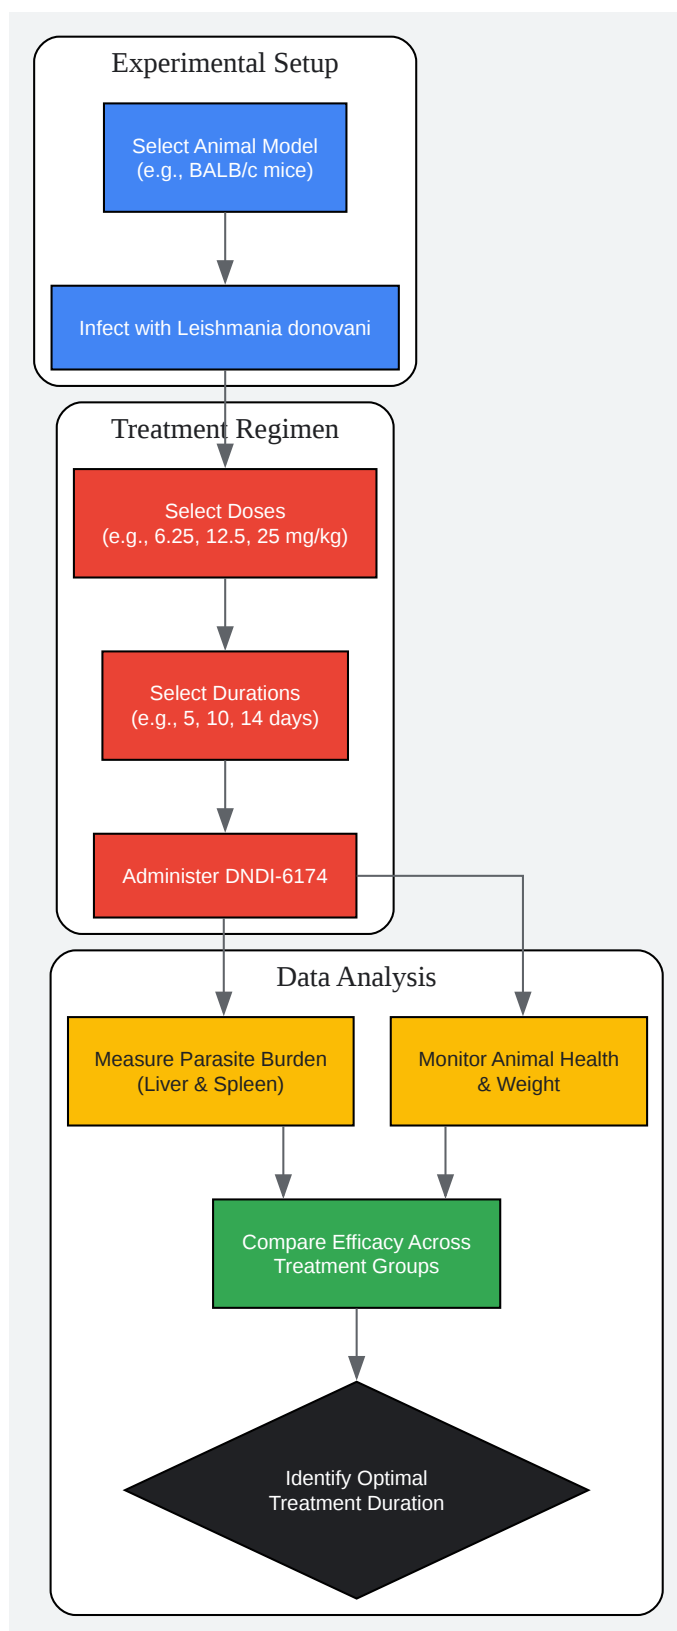 Experimental Setup
Select Animal Model
(e.g., BALB/c mice)
Infect with Leishmania donovani
Treatment Regimen
Select Doses
(e.g., 6.25, 12.5, 25 mg/kg)
Select Durations
(e.g., 5, 10, 14 days)
Administer DNDI-6174
Data Analysis
Measure Parasite Burden
(Liver & Spleen)
Monitor Animal Health
& Weight
Compare Efficacy Across
Treatment Groups
Identify Optimal
Treatment Duration